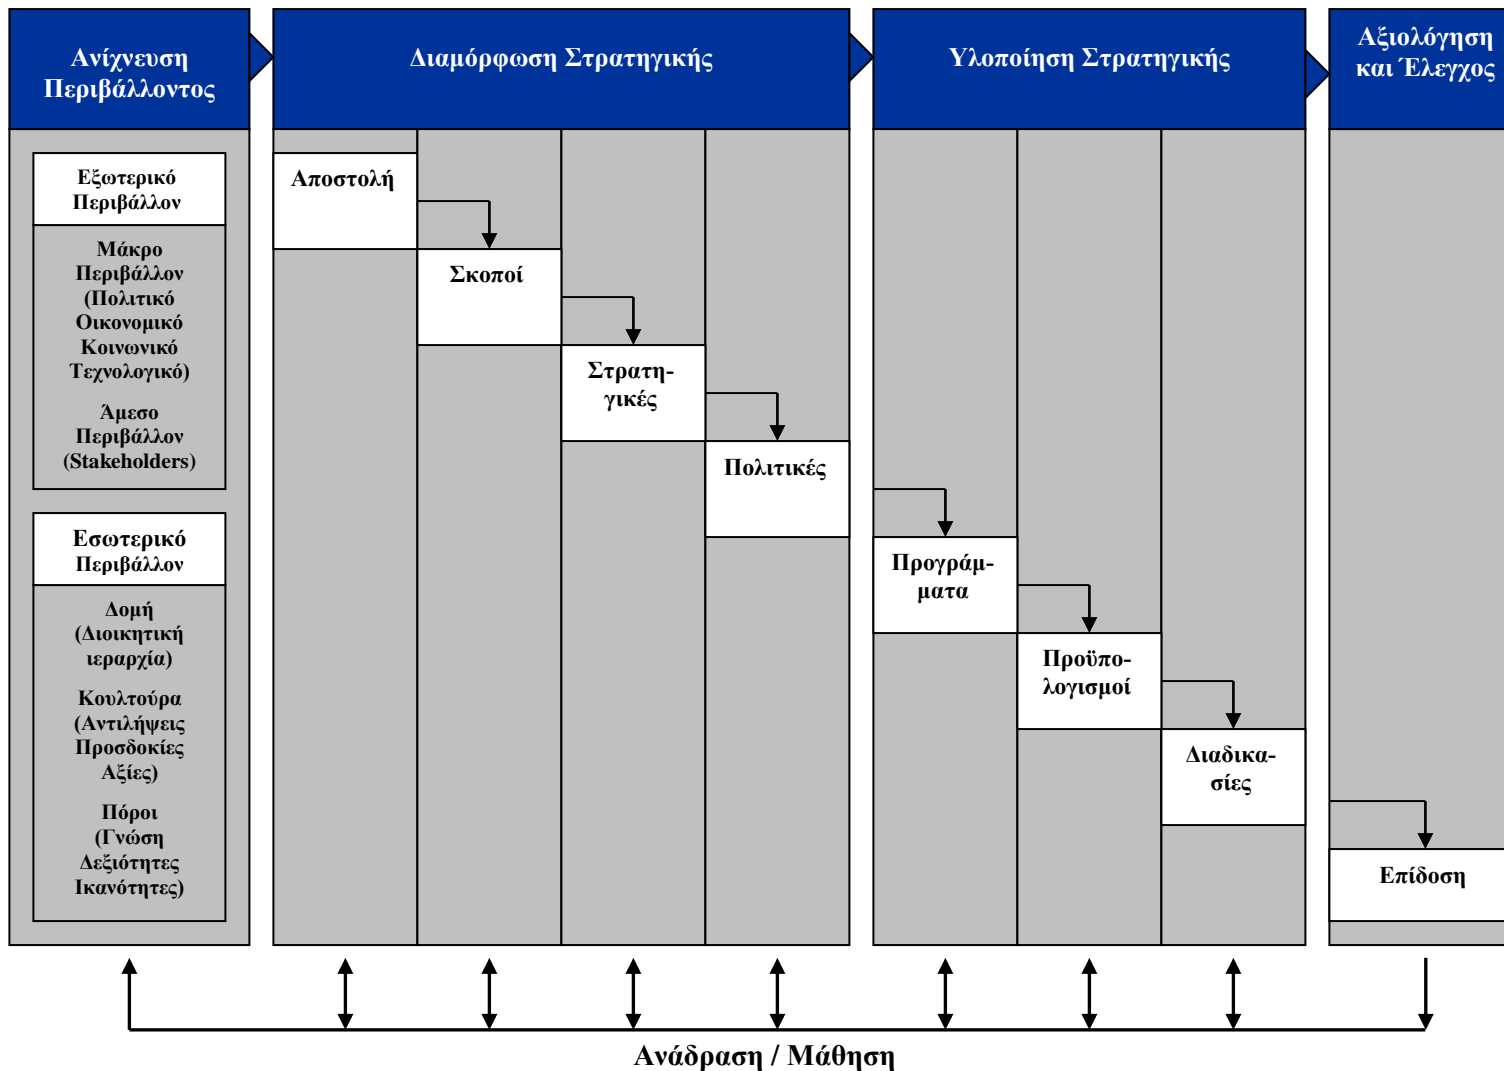 Ανίχνευση
Περιβάλλοντος
Διαμόρφωση Στρατηγικής
Υλοποίηση Στρατηγικής
Αξιολόγηση
και Έλεγχος
Εξωτερικό
Περιβάλλον
Μάκρο
Περιβάλλον
(Πολιτικό
Οικονομικό
Κοινωνικό
Τεχνολογικό)
Άμεσο
Περιβάλλον
(Stakeholders)
Εσωτερικό
Περιβάλλον
Δομή
(Διοικητική
ιεραρχία)
Κουλτούρα
(Αντιλήψεις
Προσδοκίες
Αξίες)
Πόροι
(Γνώση
Δεξιότητες
Ικανότητες)
Αποστολή
Σκοποί
Στρατη-
γικές
Πολιτικές
Προγράμ-
ματα
Προϋπο-
λογισμοί
Διαδικα-
σίες
Επίδοση
Ανάδραση / Μάθηση